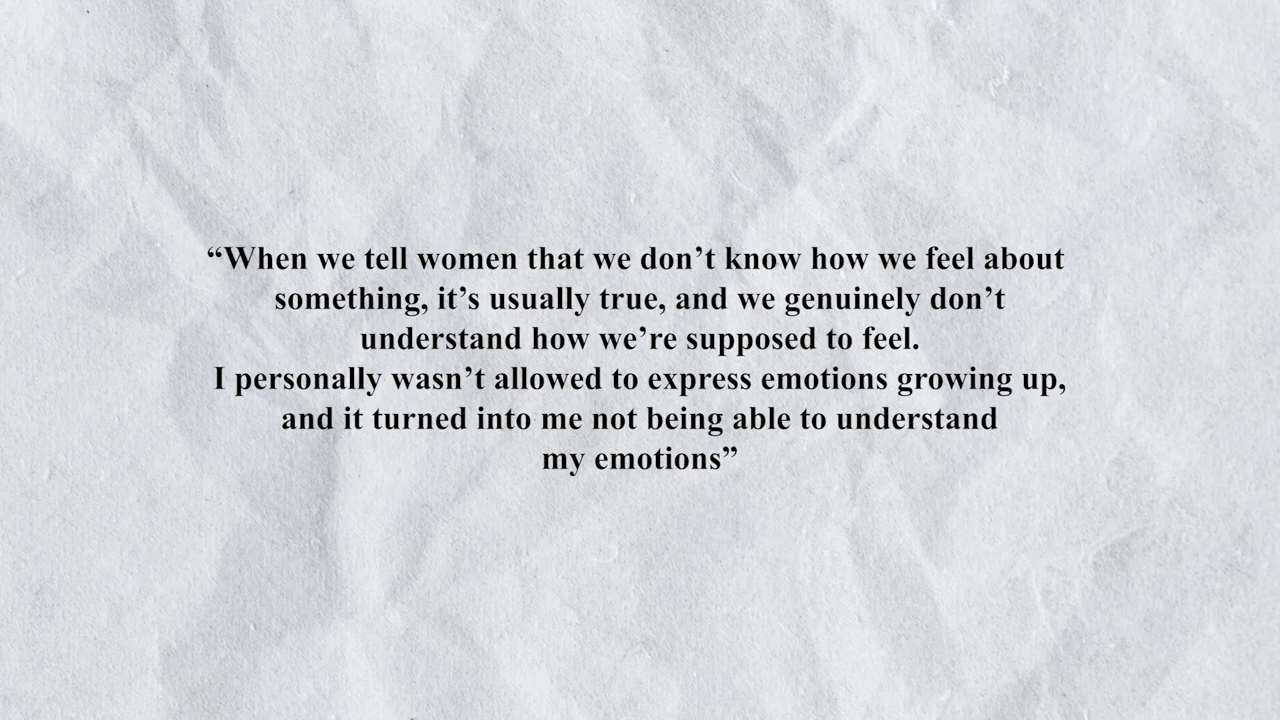 “When we tell women that we don’t know how we feel about
something, it’s usually true, and we genuinely don’t
understand how we’re supposed to feel.
I personally wasn’t allowed to express emotions growing up,
and it turned into me not being able to understand
my emotions”